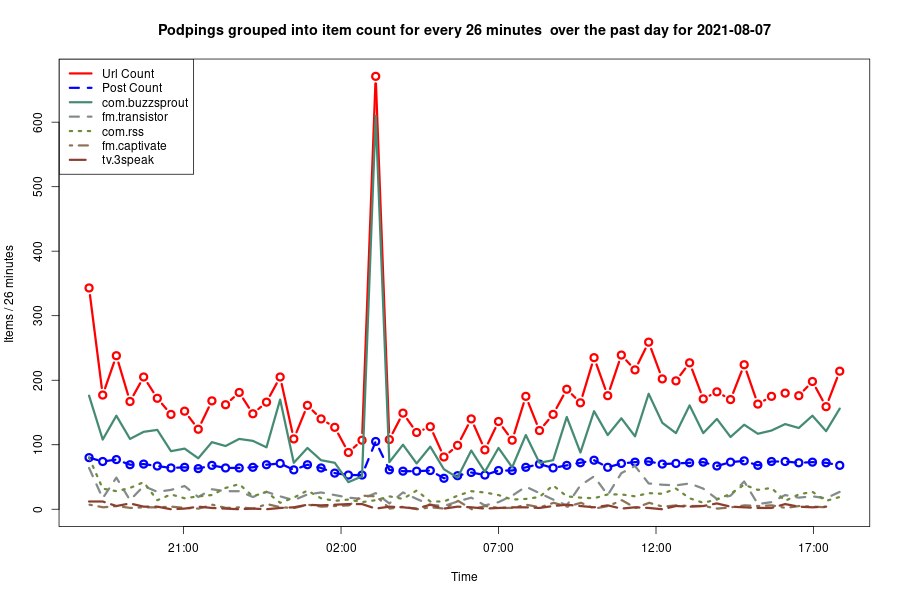 Podpings grouped into item count for every 26 minutes  over the past day for 2021-08-07
Url Count
Post Count
com.buzzsprout
fm.transistor
com.rss
fm.captivate
tv.3speak
Items / 26 minutes
600
500
400
300
200
100
0
21:00 02:00 07:00 12:00 17:00
Time